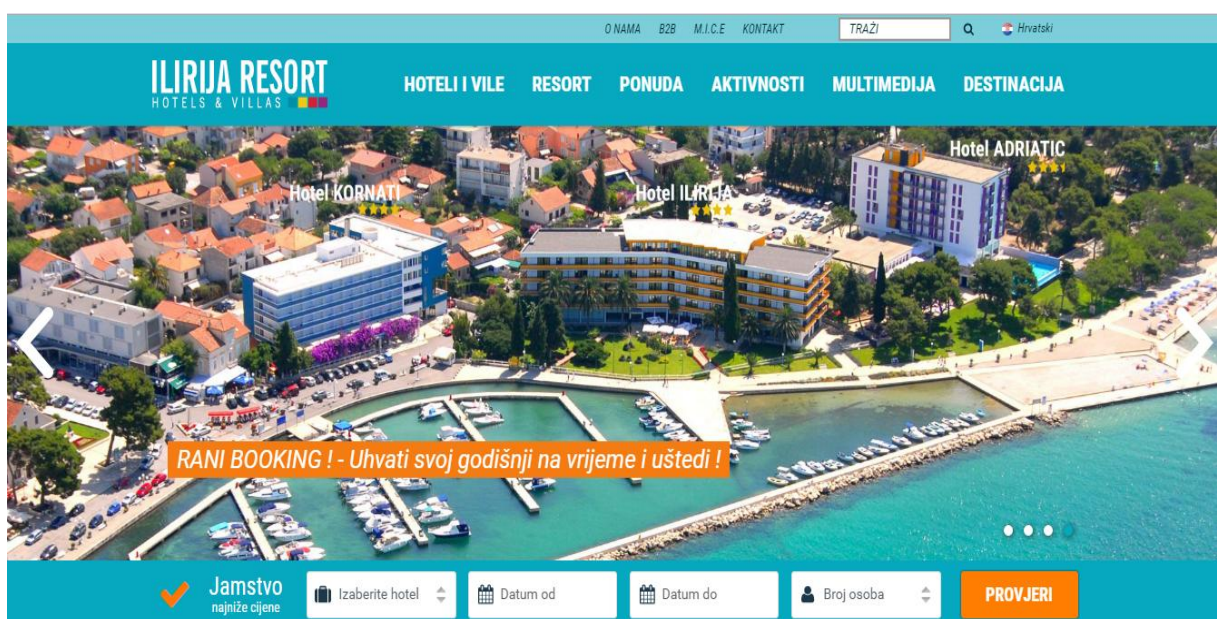 O NAMA B2B M.I.C.E KONTAKT TRAŽI Hrvatski
ILIRIJA RESORT
HOTELS & VILLAS
HOTELI I VILE RESORT PONUDA AKTIVNOSTI MULTIMEDIJA DESTINACIJA
Hotel ADRIATIC
Hotel KORNATI
Hotel ILIRIJA
RANI BOOKING ! - Uhvati svoj godišnji na vrijeme i uštedi !
Jamstvo
najniže cijene
Izaberite hotel
Datum od
Datum do
Broj osoba
PROVJERI